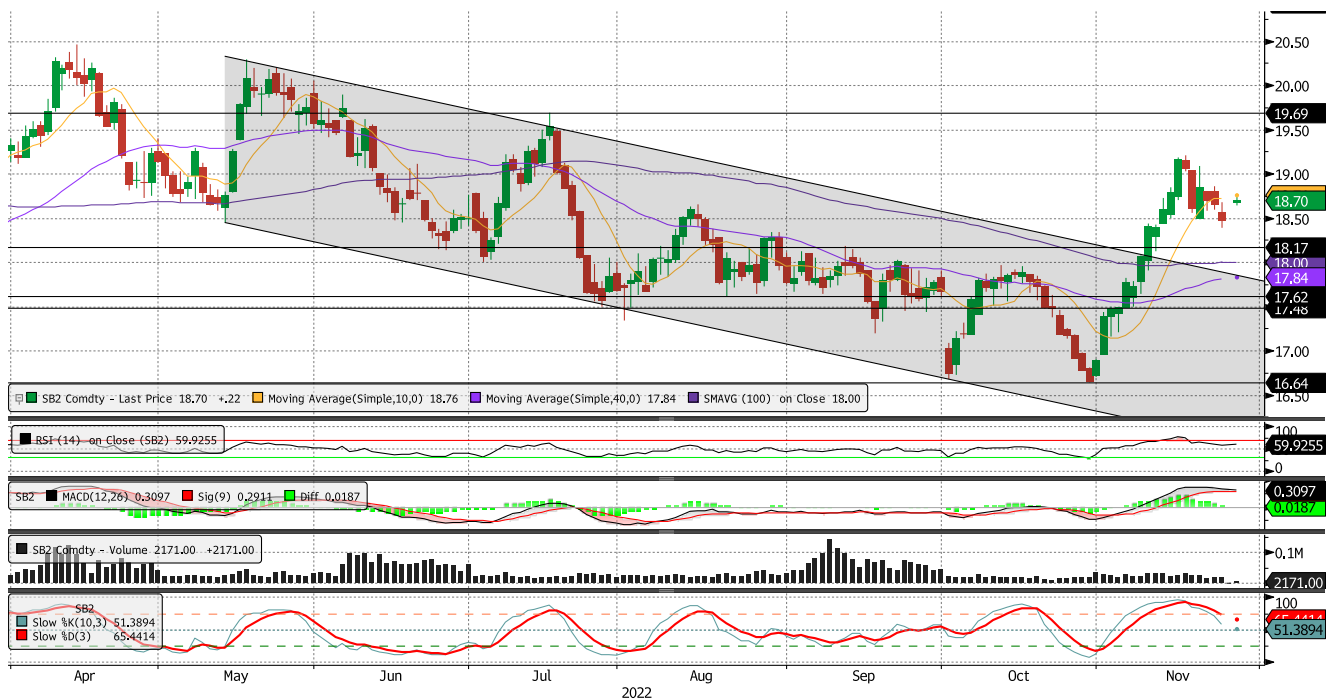 20.50
20.00
19.69
19.50
19.00
18.70
18.50
18.17
18.00
17.84
17.62
17.48
17.00
16.64
16.50
SB2 Comdty - Last Price 18.70 +.22 Moving Average(Simple,10,0) 18.76 Moving Average(Simple,40,0) 17.84 SMAVG (100) on Close 18.00
100
RSI (14) on Close (SB2) 59.9255
59.9255
0
SB2 MACD(12,26) 0.3097 Sig(9) 0.2911 Diff 0.0187
0.3097
0.0187
SB2 Comdty - Volume 2171.00 +2171.00
0.1M
2171.00
SB2
100
Slow %K(10,3) 51.3894
Slow %D(3) 65.4414
65.4414
51.3894
Apr May Jun Jul Aug Sep Oct Nov
2022